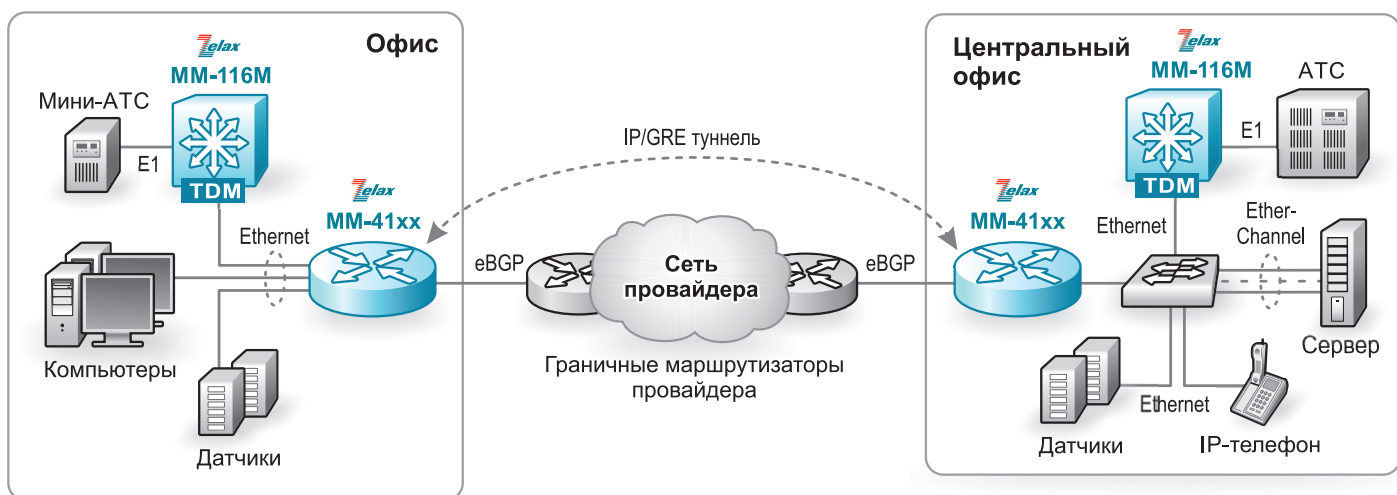 Офис
Zelax
MM-116M
Мини-АТС
E1
TDM
Ethernet
Zelax
MM-41xx
Компьютеры
Датчики
IP/GRE туннель
eBGP
Сеть
провайдера
eBGP
Граничные маршрутизаторы
провайдера
Центральный
офис
Zelax
MM-116M
АТС
E1
TDM
Zelax
MM-41xx
Ethernet
Ether-
Channel
Сервер
Ethernet
Датчики
IP-телефон